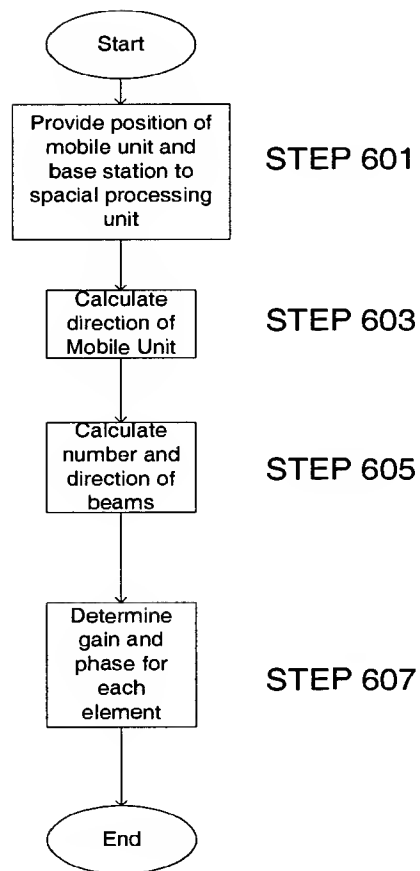 Start
Provide position of
mobile unit and
base station to
spacial processing
unit
STEP 601
Calculate
direction of
Mobile Unit
STEP 603
Calculate
number and
direction of
beams
STEP 605
Determine
gain and
phase for
each
element
STEP 607
End